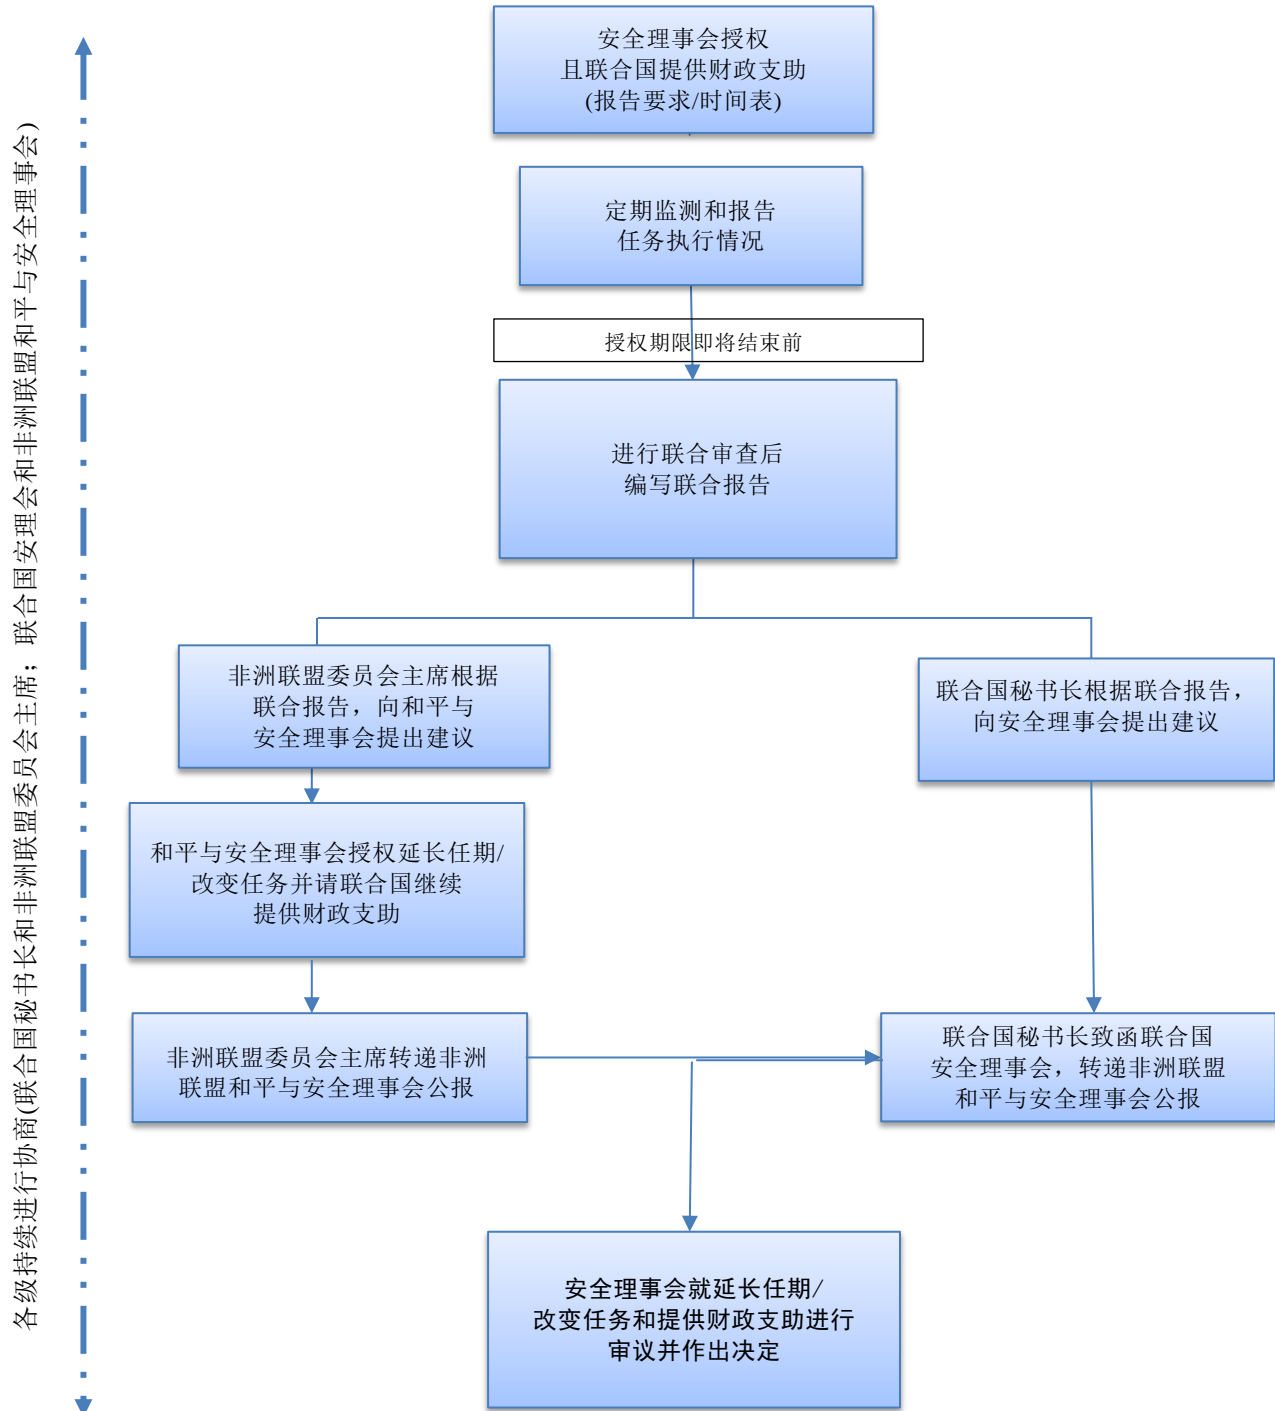 各级持续进行协商(联合国秘书长和非洲联盟委员会主席；联合国安理会和非洲联盟和平与安全理事会)
安全理事会授权
且联合国提供财政支助
(报告要求/时间表)
定期监测和报告
任务执行情况
授权期限即将结束前
进行联合审查后
编写联合报告
非洲联盟委员会主席根据
联合报告，向和平与
安全理事会提出建议
联合国秘书长根据联合报告，
向安全理事会提出建议
和平与安全理事会授权延长任期/
改变任务并请联合国继续
提供财政支助
非洲联盟委员会主席转递非洲
联盟和平与安全理事会公报
联合国秘书长致函联合国
安全理事会，转递非洲联盟
和平与安全理事会公报
安全理事会就延长任期/
改变任务和提供财政支助进行
审议并作出决定